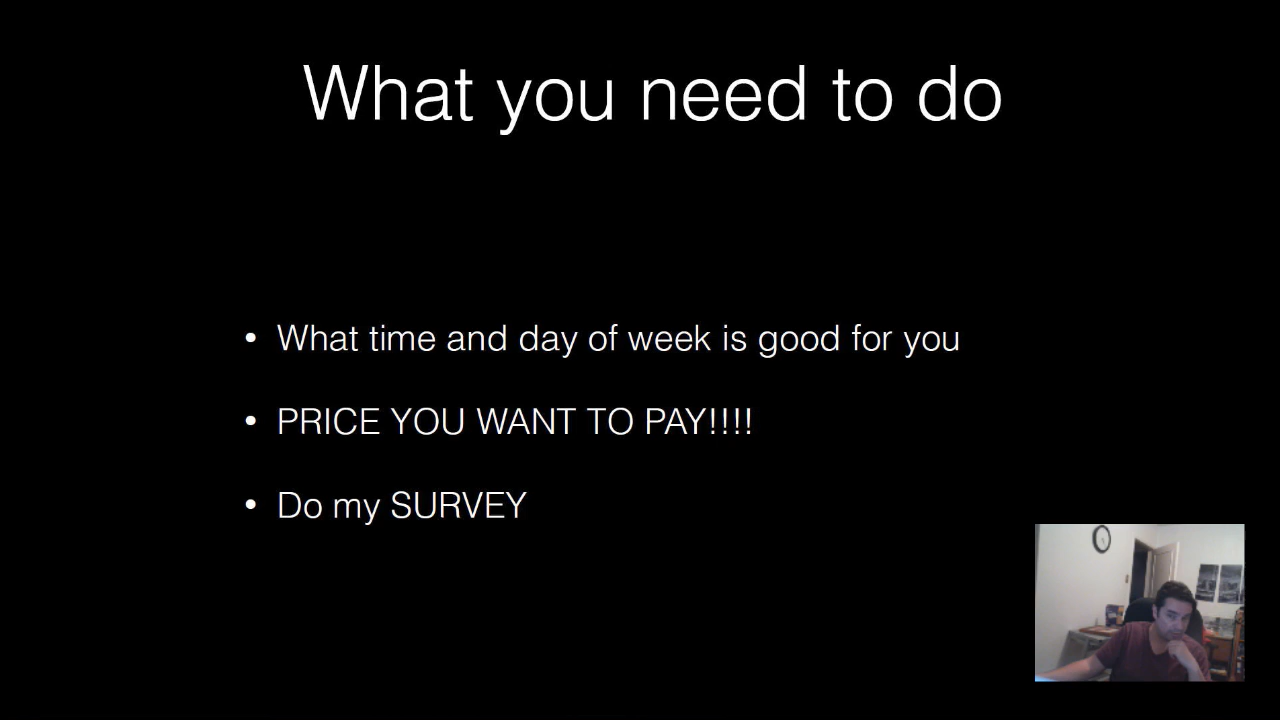 What you need to do
• What time and day of week is good for you
• PRICE YOU WANT TO PAY!!!!
• Do my SURVEY